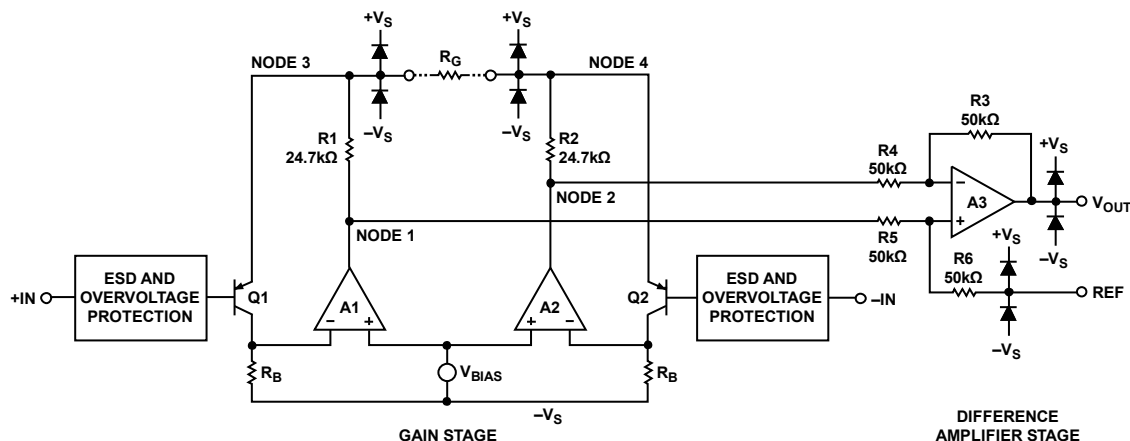 +VS
+VS
NODE 3
RG
NODE 4
–VS
–VS
R1
24.7kΩ
R2
24.7kΩ
R3
50kΩ
R4
50kΩ
+VS
NODE 2
–
A3
+
VOUT
NODE 1
R5
50kΩ
+VS
–VS
R6
50kΩ
REF
–VS
+IN
ESD AND
OVERVOLTAGE
PROTECTION
Q1
A1
– +
A2
+ –
Q2
ESD AND
OVERVOLTAGE
PROTECTION
–IN
RB
VBIAS
RB
–VS
GAIN STAGE
DIFFERENCE
AMPLIFIER STAGE